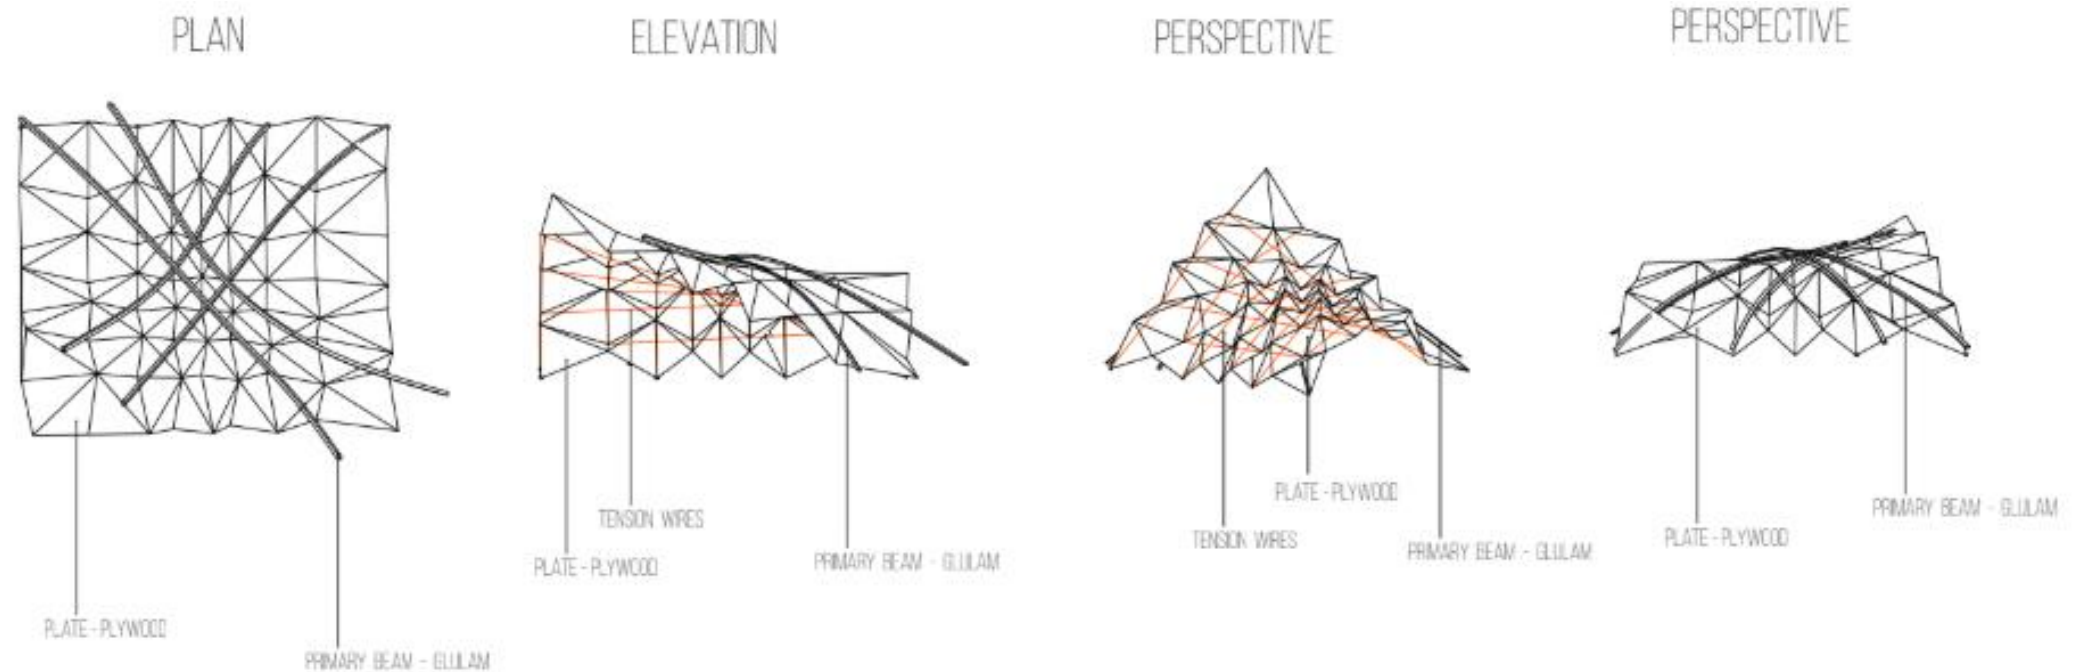 PLAN
ELEVATION
PERSPECTIVE
PERSPECTIVE
PLATE - PLYWOOD
PRIMARY BEAM - GLULAM
TENSION WIRES
PLATE - PLYWOOD
PRIMARY BEAM - GLULAM
PLATE - PLYWOOD
TENSION WIRES
PRIMARY BEAM - GLULAM
PRIMARY BEAM - GLULAM
PLATE - PLYWOOD